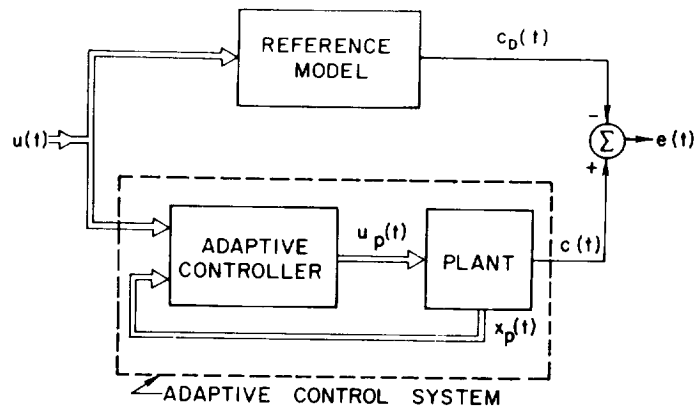 REFERENCE
MODEL
c_D(t)
-
u(t)
Σ
e(t)
+
ADAPTIVE
CONTROLLER
u_p(t)
PLANT
c(t)
x_p(t)
ADAPTIVE CONTROL SYSTEM